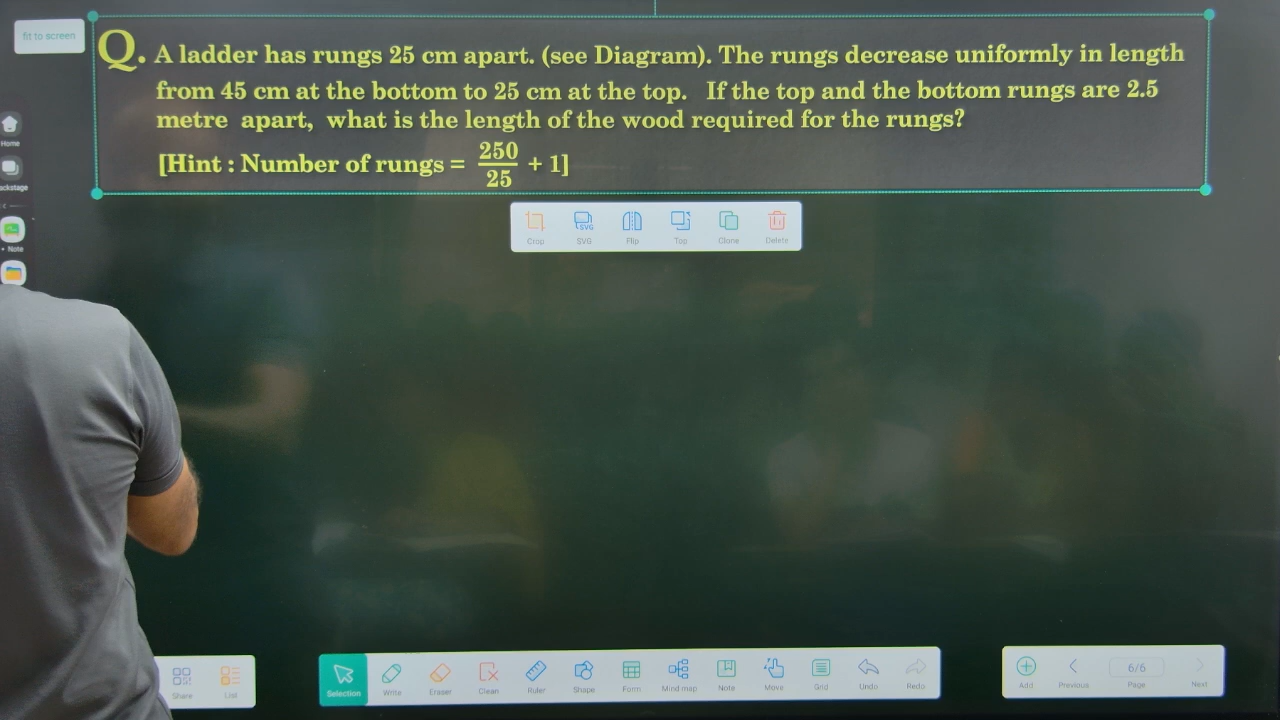 fit to screen
Q. A ladder has rungs 25 cm apart. (see Diagram). The rungs decrease uniformly in length
from 45 cm at the bottom to 25 cm at the top. If the top and the bottom rungs are 2.5
metre apart, what is the length of the wood required for the rungs?
[Hint : Number of rungs = 250/25 + 1]
Home
ackstage
Note
Crop SVG Flip Top Clone Delete
Share List
Selection Write Eraser Clean Ruler Shape Form Mind map Note Move Grid Undo Redo
Add Previous 6/6 Page Next